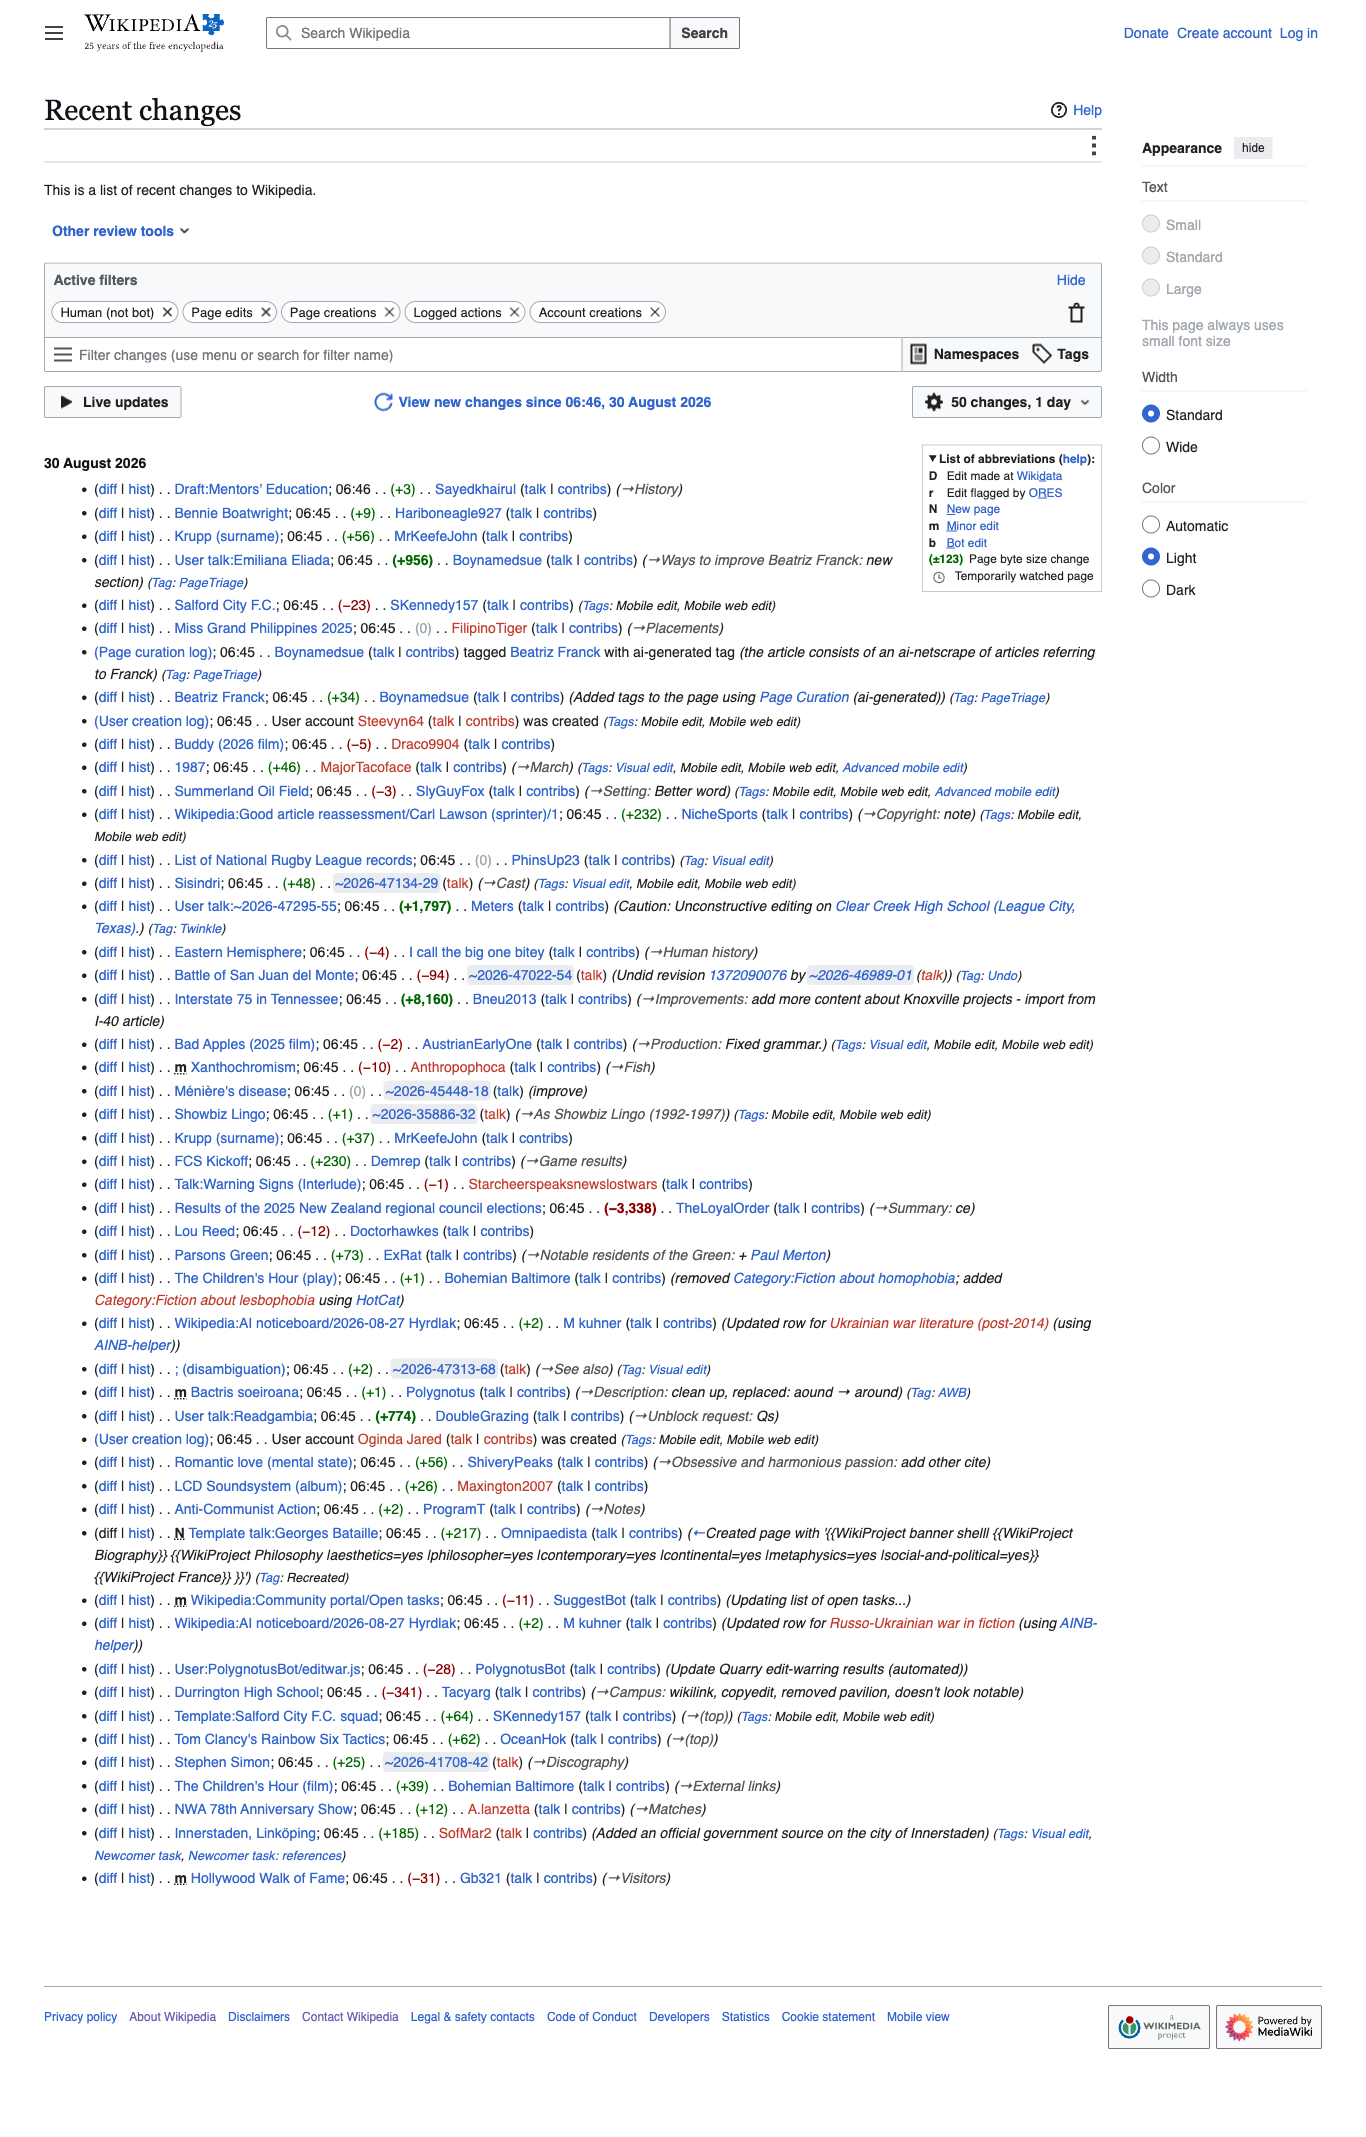 WIKIPEDIA 25
25 years of the free encyclopedia
Search Wikipedia
Search
Donate Create account Log in
Recent changes
Help
This is a list of recent changes to Wikipedia.
Other review tools
Active filters
Hide
Human (not bot) Page edits Page creations Logged actions Account creations
Filter changes (use menu or search for filter name)
Namespaces Tags
Live updates
View new changes since 06:46, 30 August 2026
50 changes, 1 day
30 August 2026
List of abbreviations (help):
D Edit made at Wikidata
r Edit flagged by ORES
N New page
m Minor edit
b Bot edit
(±123) Page byte size change
Temporarily watched page
• (diff | hist) . . Draft:Mentors' Education; 06:46 . . (+3) . . Sayedkhairul (talk | contribs) (→History)
• (diff | hist) . . Bennie Boatwright; 06:45 . . (+9) . . Hariboneagle927 (talk | contribs)
• (diff | hist) . . Krupp (surname); 06:45 . . (+56) . . MrKeefeJohn (talk | contribs)
• (diff | hist) . . User talk:Emiliana Eliada; 06:45 . . (+956) . . Boynamedsue (talk | contribs) (→Ways to improve Beatriz Franck: new
section) (Tag: PageTriage)
• (diff | hist) . . Salford City F.C.; 06:45 . . (−23) . . SKennedy157 (talk | contribs) (Tags: Mobile edit, Mobile web edit)
• (diff | hist) . . Miss Grand Philippines 2025; 06:45 . . (0) . . FilipinoTiger (talk | contribs) (→Placements)
• (Page curation log); 06:45 . . Boynamedsue (talk | contribs) tagged Beatriz Franck with ai-generated tag (the article consists of an ai-netscrape of articles referring
to Franck) (Tag: PageTriage)
• (diff | hist) . . Beatriz Franck; 06:45 . . (+34) . . Boynamedsue (talk | contribs) (Added tags to the page using Page Curation (ai-generated)) (Tag: PageTriage)
• (User creation log); 06:45 . . User account Steevyn64 (talk | contribs) was created (Tags: Mobile edit, Mobile web edit)
• (diff | hist) . . Buddy (2026 film); 06:45 . . (−5) . . Draco9904 (talk | contribs)
• (diff | hist) . . 1987; 06:45 . . (+46) . . MajorTacoface (talk | contribs) (→March) (Tags: Visual edit, Mobile edit, Mobile web edit, Advanced mobile edit)
• (diff | hist) . . Summerland Oil Field; 06:45 . . (−3) . . SlyGuyFox (talk | contribs) (→Setting: Better word) (Tags: Mobile edit, Mobile web edit, Advanced mobile edit)
• (diff | hist) . . Wikipedia:Good article reassessment/Carl Lawson (sprinter)/1; 06:45 . . (+232) . . NicheSports (talk | contribs) (→Copyright: note) (Tags: Mobile edit,
Mobile web edit)
• (diff | hist) . . List of National Rugby League records; 06:45 . . (0) . . PhinsUp23 (talk | contribs) (Tag: Visual edit)
• (diff | hist) . . Sisindri; 06:45 . . (+48) . . ~2026-47134-29 (talk) (→Cast) (Tags: Visual edit, Mobile edit, Mobile web edit)
• (diff | hist) . . User talk:~2026-47295-55; 06:45 . . (+1,797) . . Meters (talk | contribs) (Caution: Unconstructive editing on Clear Creek High School (League City,
Texas).) (Tag: Twinkle)
• (diff | hist) . . Eastern Hemisphere; 06:45 . . (−4) . . I call the big one bitey (talk | contribs) (→Human history)
• (diff | hist) . . Battle of San Juan del Monte; 06:45 . . (−94) . . ~2026-47022-54 (talk) (Undid revision 1372090076 by ~2026-46989-01 (talk)) (Tag: Undo)
• (diff | hist) . . Interstate 75 in Tennessee; 06:45 . . (+8,160) . . Bneu2013 (talk | contribs) (→Improvements: add more content about Knoxville projects - import from
I-40 article)
• (diff | hist) . . Bad Apples (2025 film); 06:45 . . (−2) . . AustrianEarlyOne (talk | contribs) (→Production: Fixed grammar.) (Tags: Visual edit, Mobile edit, Mobile web edit)
• (diff | hist) . . m Xanthochromism; 06:45 . . (−10) . . Anthropophoca (talk | contribs) (→Fish)
• (diff | hist) . . Ménière's disease; 06:45 . . (0) . . ~2026-45448-18 (talk) (improve)
• (diff | hist) . . Showbiz Lingo; 06:45 . . (+1) . . ~2026-35886-32 (talk) (→As Showbiz Lingo (1992-1997)) (Tags: Mobile edit, Mobile web edit)
• (diff | hist) . . Krupp (surname); 06:45 . . (+37) . . MrKeefeJohn (talk | contribs)
• (diff | hist) . . FCS Kickoff; 06:45 . . (+230) . . Demrep (talk | contribs) (→Game results)
• (diff | hist) . . Talk:Warning Signs (Interlude); 06:45 . . (−1) . . Starcheerspeaksnewslostwars (talk | contribs)
• (diff | hist) . . Results of the 2025 New Zealand regional council elections; 06:45 . . (−3,338) . . TheLoyalOrder (talk | contribs) (→Summary: ce)
• (diff | hist) . . Lou Reed; 06:45 . . (−12) . . Doctorhawkes (talk | contribs)
• (diff | hist) . . Parsons Green; 06:45 . . (+73) . . ExRat (talk | contribs) (→Notable residents of the Green: + Paul Merton)
• (diff | hist) . . The Children's Hour (play); 06:45 . . (+1) . . Bohemian Baltimore (talk | contribs) (removed Category:Fiction about homophobia; added
Category:Fiction about lesbophobia using HotCat)
• (diff | hist) . . Wikipedia:AI noticeboard/2026-08-27 Hyrdlak; 06:45 . . (+2) . . M kuhner (talk | contribs) (Updated row for Ukrainian war literature (post-2014) (using
AINB-helper))
• (diff | hist) . . ; (disambiguation); 06:45 . . (+2) . . ~2026-47313-68 (talk) (→See also) (Tag: Visual edit)
• (diff | hist) . . m Bactris soeiroana; 06:45 . . (+1) . . Polygnotus (talk | contribs) (→Description: clean up, replaced: aound → around) (Tag: AWB)
• (diff | hist) . . User talk:Readgambia; 06:45 . . (+774) . . DoubleGrazing (talk | contribs) (→Unblock request: Qs)
• (User creation log); 06:45 . . User account Oginda Jared (talk | contribs) was created (Tags: Mobile edit, Mobile web edit)
• (diff | hist) . . Romantic love (mental state); 06:45 . . (+56) . . ShiveryPeaks (talk | contribs) (→Obsessive and harmonious passion: add other cite)
• (diff | hist) . . LCD Soundsystem (album); 06:45 . . (+26) . . Maxington2007 (talk | contribs)
• (diff | hist) . . Anti-Communist Action; 06:45 . . (+2) . . ProgramT (talk | contribs) (→Notes)
• (diff | hist) . . N Template talk:Georges Bataille; 06:45 . . (+217) . . Omnipaedista (talk | contribs) (←Created page with '{{WikiProject banner shell| {{WikiProject
Biography}} {{WikiProject Philosophy |aesthetics=yes |philosopher=yes |contemporary=yes |continental=yes |metaphysics=yes |social-and-political=yes}}
{{WikiProject France}} }}') (Tag: Recreated)
• (diff | hist) . . m Wikipedia:Community portal/Open tasks; 06:45 . . (−11) . . SuggestBot (talk | contribs) (Updating list of open tasks...)
• (diff | hist) . . Wikipedia:AI noticeboard/2026-08-27 Hyrdlak; 06:45 . . (+2) . . M kuhner (talk | contribs) (Updated row for Russo-Ukrainian war in fiction (using AINB-
helper))
• (diff | hist) . . User:PolygnotusBot/editwar.js; 06:45 . . (−28) . . PolygnotusBot (talk | contribs) (Update Quarry edit-warring results (automated))
• (diff | hist) . . Durrington High School; 06:45 . . (−341) . . Tacyarg (talk | contribs) (→Campus: wikilink, copyedit, removed pavilion, doesn't look notable)
• (diff | hist) . . Template:Salford City F.C. squad; 06:45 . . (+64) . . SKennedy157 (talk | contribs) (→(top)) (Tags: Mobile edit, Mobile web edit)
• (diff | hist) . . Tom Clancy's Rainbow Six Tactics; 06:45 . . (+62) . . OceanHok (talk | contribs) (→(top))
• (diff | hist) . . Stephen Simon; 06:45 . . (+25) . . ~2026-41708-42 (talk) (→Discography)
• (diff | hist) . . The Children's Hour (film); 06:45 . . (+39) . . Bohemian Baltimore (talk | contribs) (→External links)
• (diff | hist) . . NWA 78th Anniversary Show; 06:45 . . (+12) . . A.lanzetta (talk | contribs) (→Matches)
• (diff | hist) . . Innerstaden, Linköping; 06:45 . . (+185) . . SofMar2 (talk | contribs) (Added an official government source on the city of Innerstaden) (Tags: Visual edit,
Newcomer task, Newcomer task: references)
• (diff | hist) . . m Hollywood Walk of Fame; 06:45 . . (−31) . . Gb321 (talk | contribs) (→Visitors)
Appearance hide
Text
Small
Standard
Large
This page always uses
small font size
Width
Standard
Wide
Color
Automatic
Light
Dark
Privacy policy About Wikipedia Disclaimers Contact Wikipedia Legal & safety contacts Code of Conduct Developers Statistics Cookie statement Mobile view
a
WIKIMEDIA
project
Powered by
MediaWiki